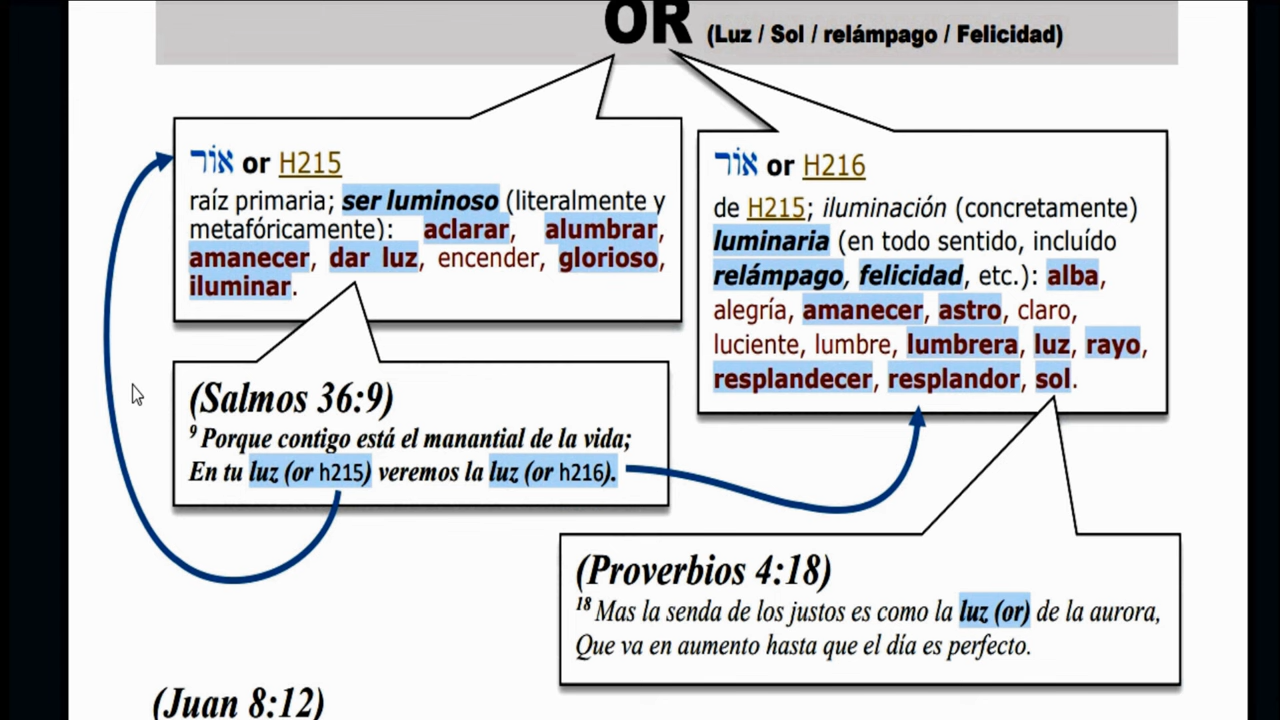 OR (Luz / Sol / relámpago / Felicidad)
אוֹר or H215
raíz primaria; ser luminoso (literalmente y
metafóricamente): aclarar, alumbrar,
amanecer, dar luz, encender, glorioso,
iluminar.
אוֹר or H216
de H215; iluminación (concretamente)
luminaria (en todo sentido, incluído
relámpago, felicidad, etc.): alba,
alegría, amanecer, astro, claro,
luciente, lumbre, lumbrera, luz, rayo,
resplandecer, resplandor, sol.
(Salmos 36:9)
9 Porque contigo está el manantial de la vida;
En tu luz (or h215) veremos la luz (or h216).
(Proverbios 4:18)
18 Mas la senda de los justos es como la luz (or) de la aurora,
Que va en aumento hasta que el día es perfecto.
(Juan 8:12)